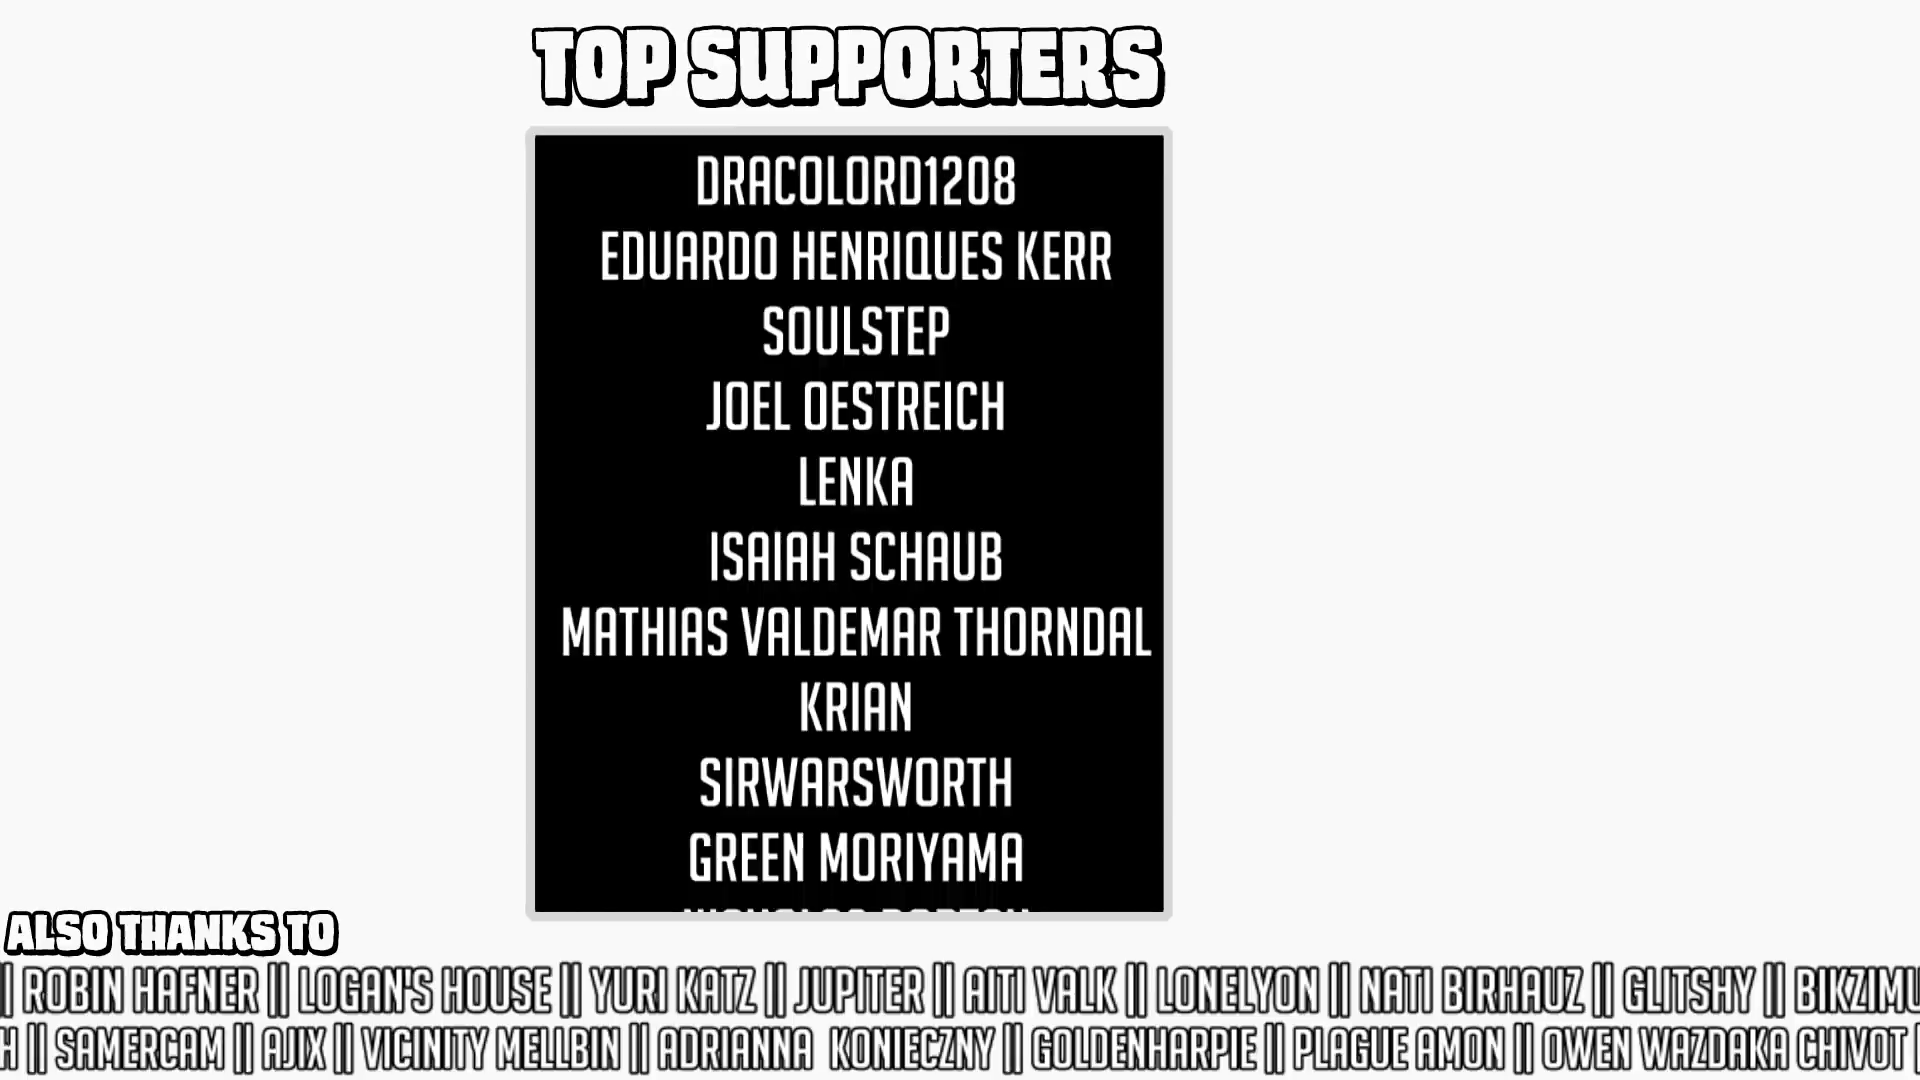 TOP SUPPORTERS
DRACOLORD1208
EDUARDO HENRIQUES KERR
SOULSTEP
JOEL OESTREICH
LENKA
ISAIAH SCHAUB
MATHIAS VALDEMAR THORNDAL
KRIAN
SIRWARSWORTH
GREEN MORIYAMA
ALSO THANKS TO
|| ROBIN HAFNER || LOGAN'S HOUSE || YURI KATZ || JUPITER || AITI VALK || LONELYON || NATI BIRHAUZ || GLITSHY || BIKZIMU
H || SAMERCAM || AJIX || VICINITY MELLBIN || ADRIANNA KONIECZNY || GOLDENHARPIE || PLAGUE AMON || OWEN WAZDAKA CHIVOT |